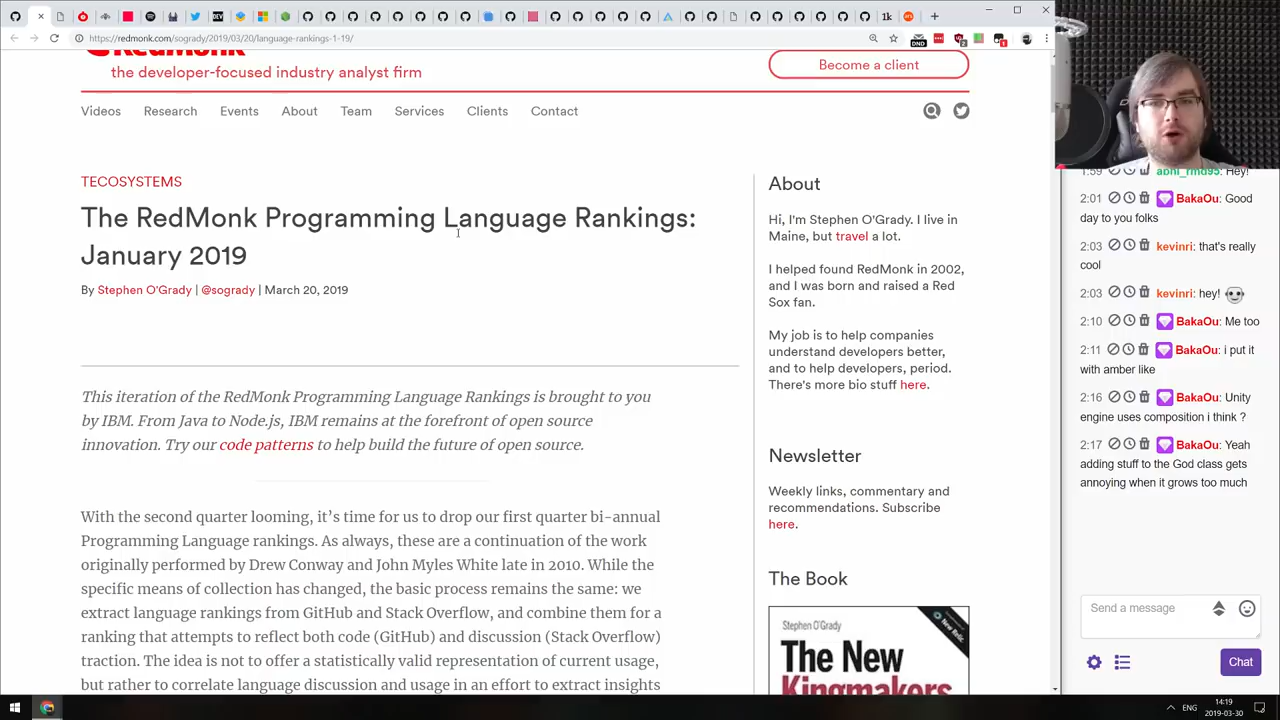 1k
https://redmonk.com/sogrady/2019/03/20/language-rankings-1-19/
DND
RedMonk
the developer-focused industry analyst firm
Become a client
Videos Research Events About Team Services Clients Contact
TECOSYSTEMS
The RedMonk Programming Language Rankings:
January 2019
By Stephen O'Grady | @sogrady | March 20, 2019
This iteration of the RedMonk Programming Language Rankings is brought to you
by IBM. From Java to Node.js, IBM remains at the forefront of open source
innovation. Try our code patterns to help build the future of open source.
With the second quarter looming, it's time for us to drop our first quarter bi-annual
Programming Language rankings. As always, these are a continuation of the work
originally performed by Drew Conway and John Myles White late in 2010. While the
specific means of collection has changed, the basic process remains the same: we
extract language rankings from GitHub and Stack Overflow, and combine them for a
ranking that attempts to reflect both code (GitHub) and discussion (Stack Overflow)
traction. The idea is not to offer a statistically valid representation of current usage,
but rather to correlate language discussion and usage in an effort to extract insights
About
Hi, I'm Stephen O'Grady. I live in
Maine, but travel a lot.
I helped found RedMonk in 2002,
and I was born and raised a Red
Sox fan.
My job is to help companies
understand developers better,
and to help developers, period.
There's more bio stuff here.
Newsletter
Weekly links, commentary and
recommendations. Subscribe
here.
The Book
Stephen O'Grady
New Relic
The New
Kingmakers
1:59 abhi_rmd95: Hey!
2:01 BakaOu: Good
day to you folks
2:03 kevinri: that's really
cool
2:03 kevinri: hey!
2:10 BakaOu: Me too
2:11 BakaOu: i put it
with amber like
2:16 BakaOu: Unity
engine uses composition i think ?
2:17 BakaOu: Yeah
adding stuff to the God class gets
annoying when it grows too much
Send a message
Chat
ENG
14:19
2019-03-30